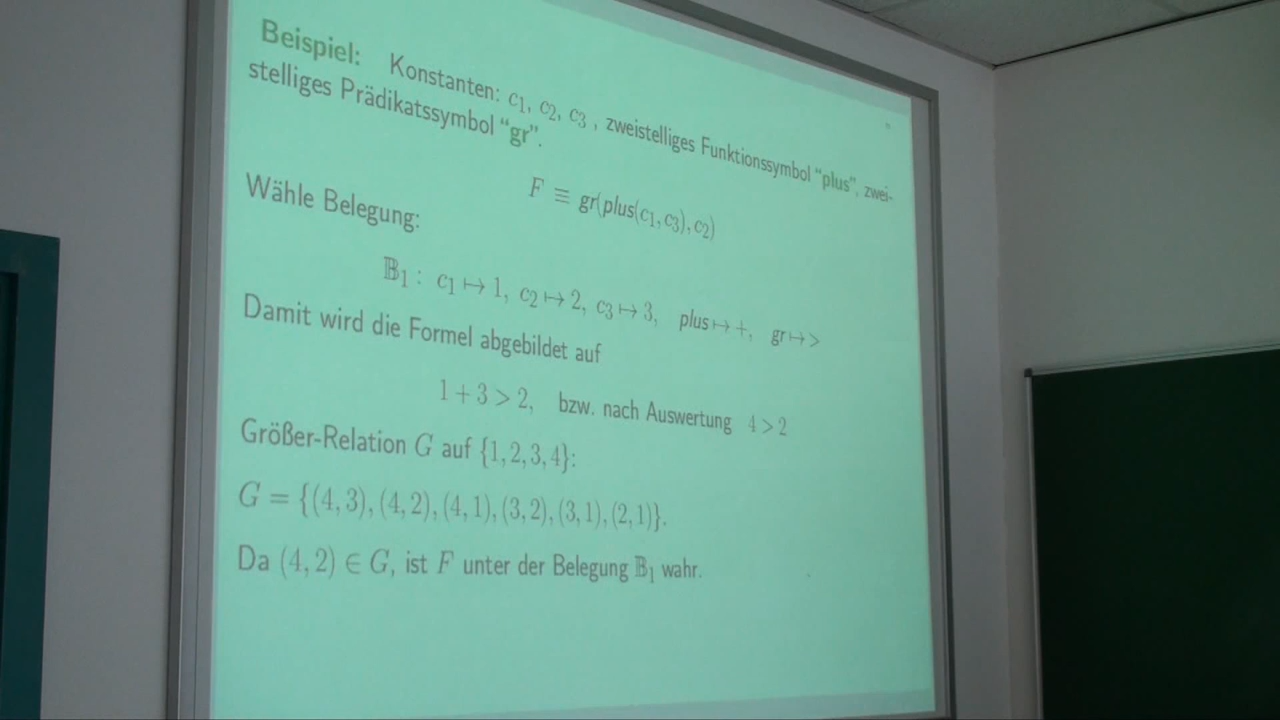 Beispiel: Konstanten: c₁, c₂, c₃ , zweistelliges Funktionssymbol “plus”, zwei-
stelliges Prädikatssymbol “gr”.
F ≡ gr(plus(c₁, c₃), c₂)
Wähle Belegung:
𝔹₁ : c₁ ↦ 1, c₂ ↦ 2, c₃ ↦ 3, plus ↦ +, gr ↦ >
Damit wird die Formel abgebildet auf
1 + 3 > 2, bzw. nach Auswertung 4 > 2
Größer-Relation G auf {1, 2, 3, 4}:
G = {(4, 3), (4, 2), (4, 1), (3, 2), (3, 1), (2, 1)}.
Da (4, 2) ∈ G, ist F unter der Belegung 𝔹₁ wahr.